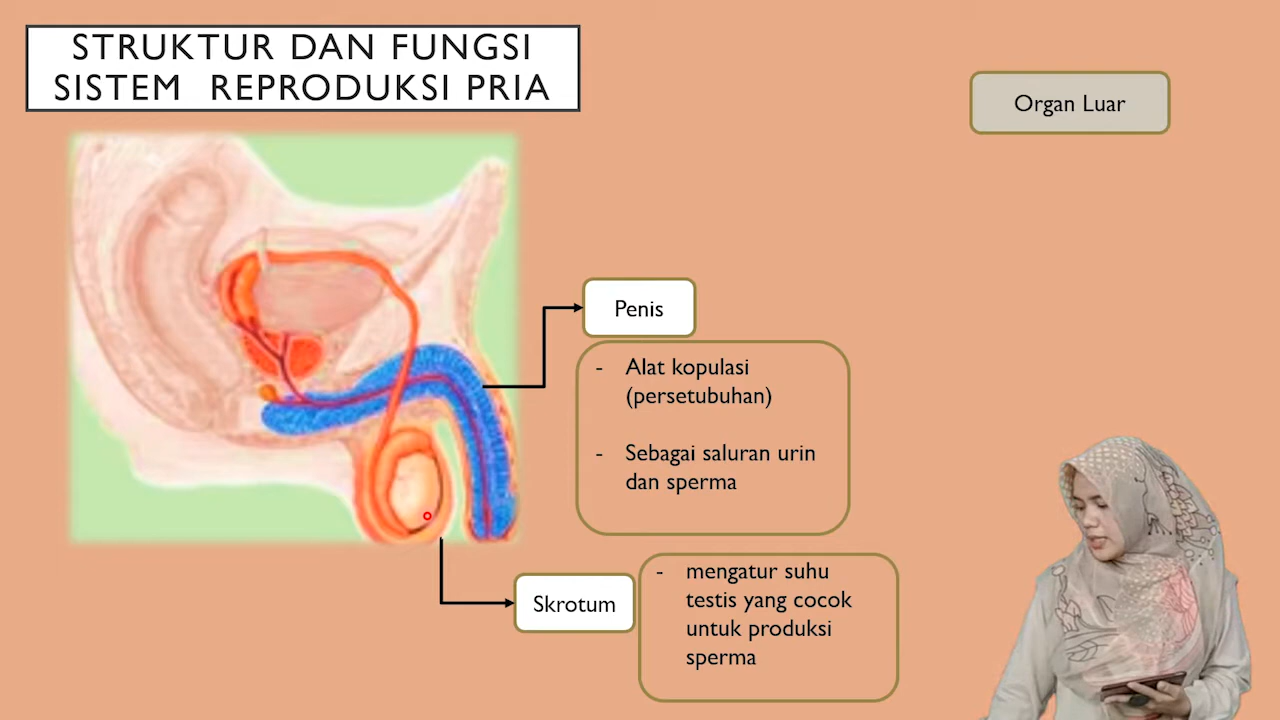 STRUKTUR DAN FUNGSI
SISTEM REPRODUKSI PRIA
Organ Luar
Penis
- Alat kopulasi
(persetubuhan)
- Sebagai saluran urin
dan sperma
Skrotum
- mengatur suhu
testis yang cocok
untuk produksi
sperma